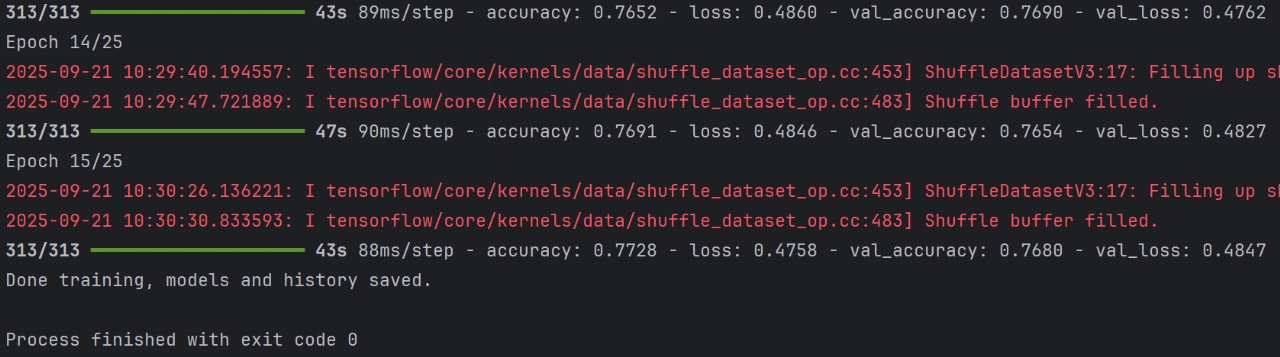 313/313 ━━━━━━━━━━━━━━━━━━━━ 43s 89ms/step - accuracy: 0.7652 - loss: 0.4860 - val_accuracy: 0.7690 - val_loss: 0.4762
Epoch 14/25
2025-09-21 10:29:40.194557: I tensorflow/core/kernels/data/shuffle_dataset_op.cc:453] ShuffleDatasetV3:17: Filling up
2025-09-21 10:29:47.721889: I tensorflow/core/kernels/data/shuffle_dataset_op.cc:483] Shuffle buffer filled.
313/313 ━━━━━━━━━━━━━━━━━━━━ 47s 90ms/step - accuracy: 0.7691 - loss: 0.4846 - val_accuracy: 0.7654 - val_loss: 0.4827
Epoch 15/25
2025-09-21 10:30:26.136221: I tensorflow/core/kernels/data/shuffle_dataset_op.cc:453] ShuffleDatasetV3:17: Filling up
2025-09-21 10:30:30.833593: I tensorflow/core/kernels/data/shuffle_dataset_op.cc:483] Shuffle buffer filled.
313/313 ━━━━━━━━━━━━━━━━━━━━ 43s 88ms/step - accuracy: 0.7728 - loss: 0.4758 - val_accuracy: 0.7680 - val_loss: 0.4847
Done training, models and history saved.
Process finished with exit code 0